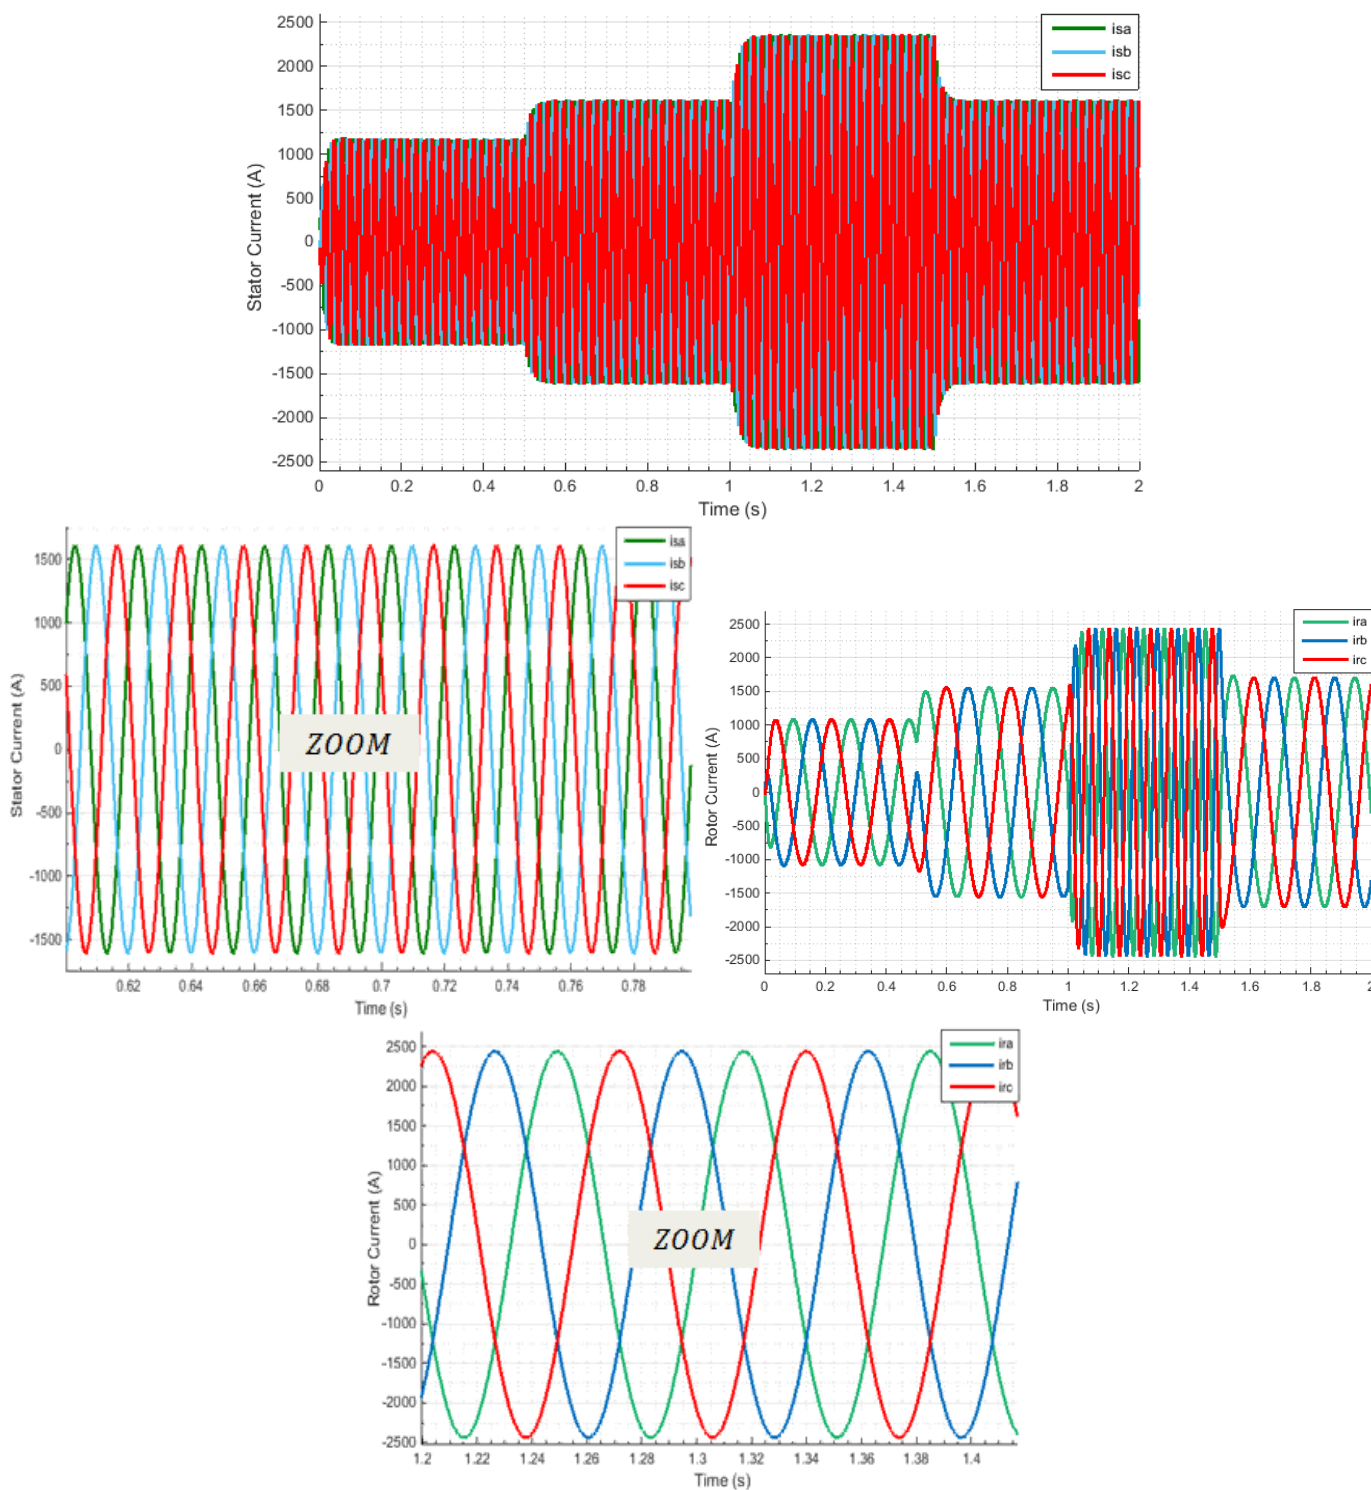 2500
2000
1500
1000
500
0
-500
-1000
-1500
-2000
-2500
Stator Current (A)
isa
isb
isc
0 0.2 0.4 0.6 0.8 1 1.2 1.4 1.6 1.8 2
Time (s)
1500
1000
500
0
-500
-1000
-1500
Stator Current (A)
isa
isb
isc
ZOOM
0.62 0.64 0.66 0.68 0.7 0.72 0.74 0.76 0.78
Time (s)
2500
2000
1500
1000
500
0
-500
-1000
-1500
-2000
-2500
Rotor Current (A)
ira
irb
irc
0 0.2 0.4 0.6 0.8 1 1.2 1.4 1.6 1.8 2
Time (s)
2500
2000
1500
1000
500
0
-500
-1000
-1500
-2000
-2500
Rotor Current (A)
ira
irb
irc
ZOOM
1.2 1.22 1.24 1.26 1.28 1.3 1.32 1.34 1.36 1.38 1.4
Time (s)